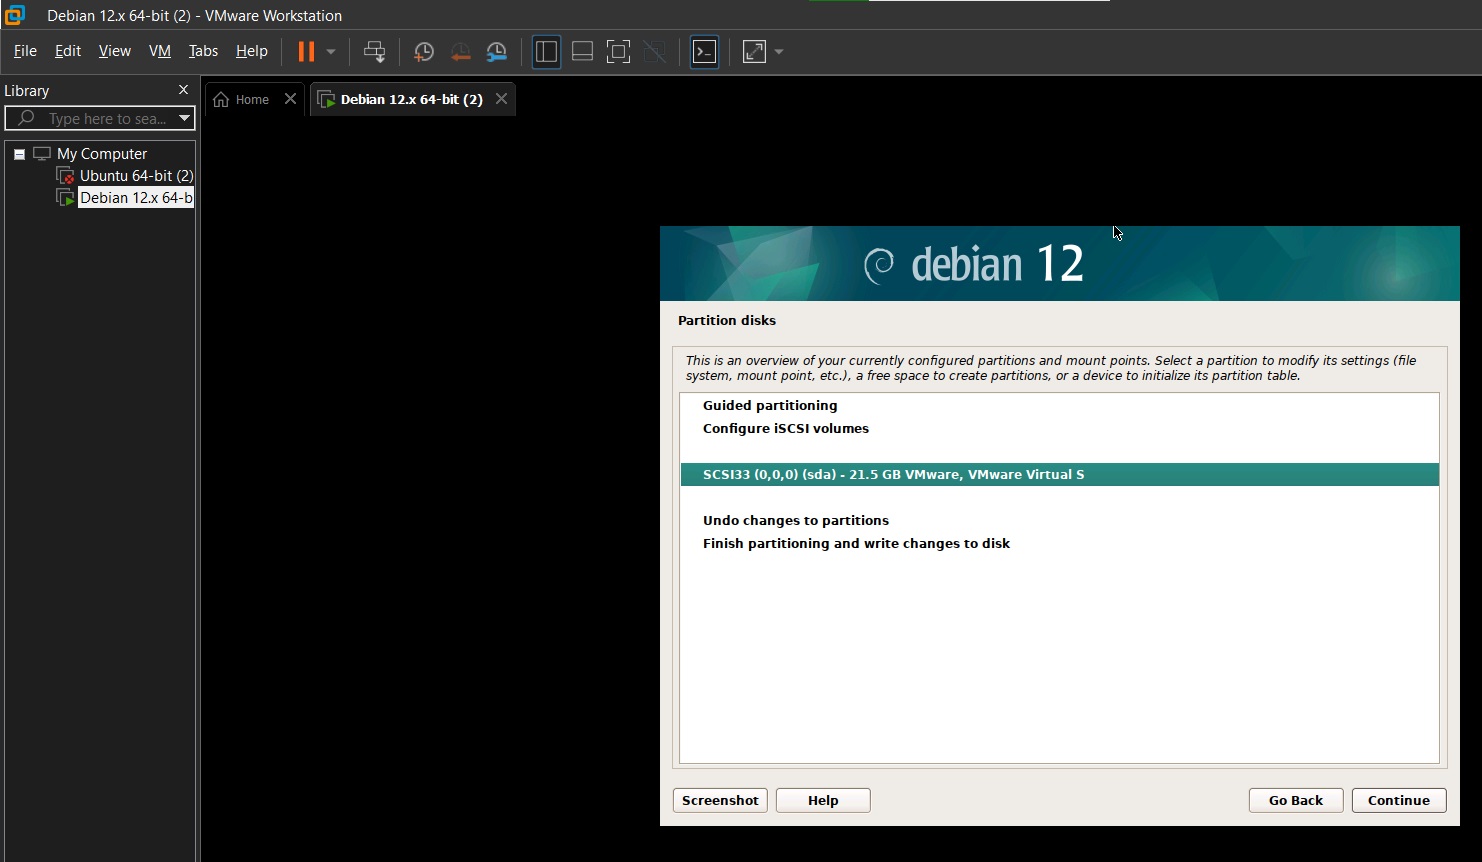 Debian 12.x 64-bit (2) - VMware Workstation
File Edit View VM Tabs Help
Library
Type here to sea...
My Computer
Ubuntu 64-bit (2)
Debian 12.x 64-b
Home
Debian 12.x 64-bit (2)
debian 12
Partition disks
This is an overview of your currently configured partitions and mount points. Select a partition to modify its settings (file
system, mount point, etc.), a free space to create partitions, or a device to initialize its partition table.
Guided partitioning
Configure iSCSI volumes
SCSI33 (0,0,0) (sda) - 21.5 GB VMware, VMware Virtual S
Undo changes to partitions
Finish partitioning and write changes to disk
Screenshot Help Go Back Continue